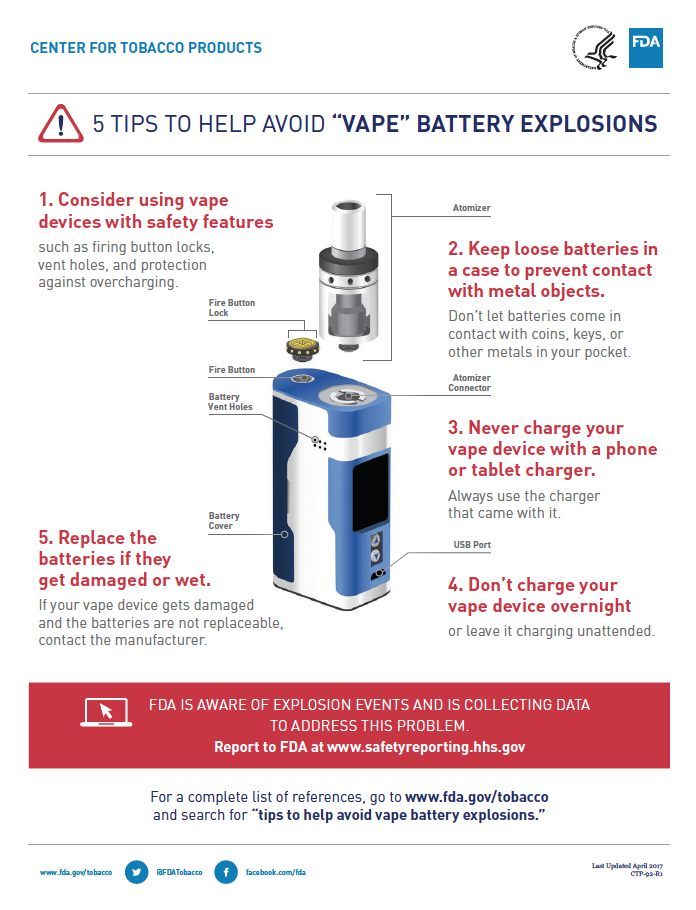 CENTER FOR TOBACCO PRODUCTS
FDA
5 TIPS TO HELP AVOID “VAPE” BATTERY EXPLOSIONS
1. Consider using vape
devices with safety features
such as firing button locks,
vent holes, and protection
against overcharging.
Atomizer
2. Keep loose batteries in
a case to prevent contact
with metal objects.
Don’t let batteries come in
contact with coins, keys, or
other metals in your pocket.
Fire Button
Lock
Fire Button
Battery
Vent Holes
Atomizer
Connector
3. Never charge your
vape device with a phone
or tablet charger.
Always use the charger
that came with it.
Battery
Cover
USB Port
5. Replace the
batteries if they
get damaged or wet.
If your vape device gets damaged
and the batteries are not replaceable,
contact the manufacturer.
4. Don’t charge your
vape device overnight
or leave it charging unattended.
FDA IS AWARE OF EXPLOSION EVENTS AND IS COLLECTING DATA
TO ADDRESS THIS PROBLEM.
Report to FDA at www.safetyreporting.hhs.gov
For a complete list of references, go to www.fda.gov/tobacco
and search for “tips to help avoid vape battery explosions.”
www.fda.gov/tobacco
@FDATobacco
facebook.com/fda
Last Updated April 2017
CTP-92-R1